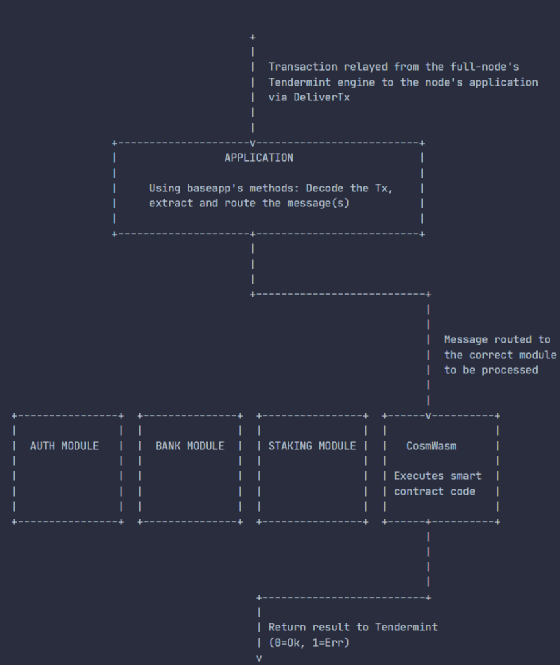 Transaction relayed from the full-node's
Tendermint engine to the node's application
via DeliverTx
APPLICATION
Using baseapp's methods: Decode the Tx,
extract and route the message(s)
Message routed to
the correct module
to be processed
AUTH MODULE
BANK MODULE
STAKING MODULE
CosmWasm
Executes smart
contract code
Return result to Tendermint
(0=Ok, 1=Err)